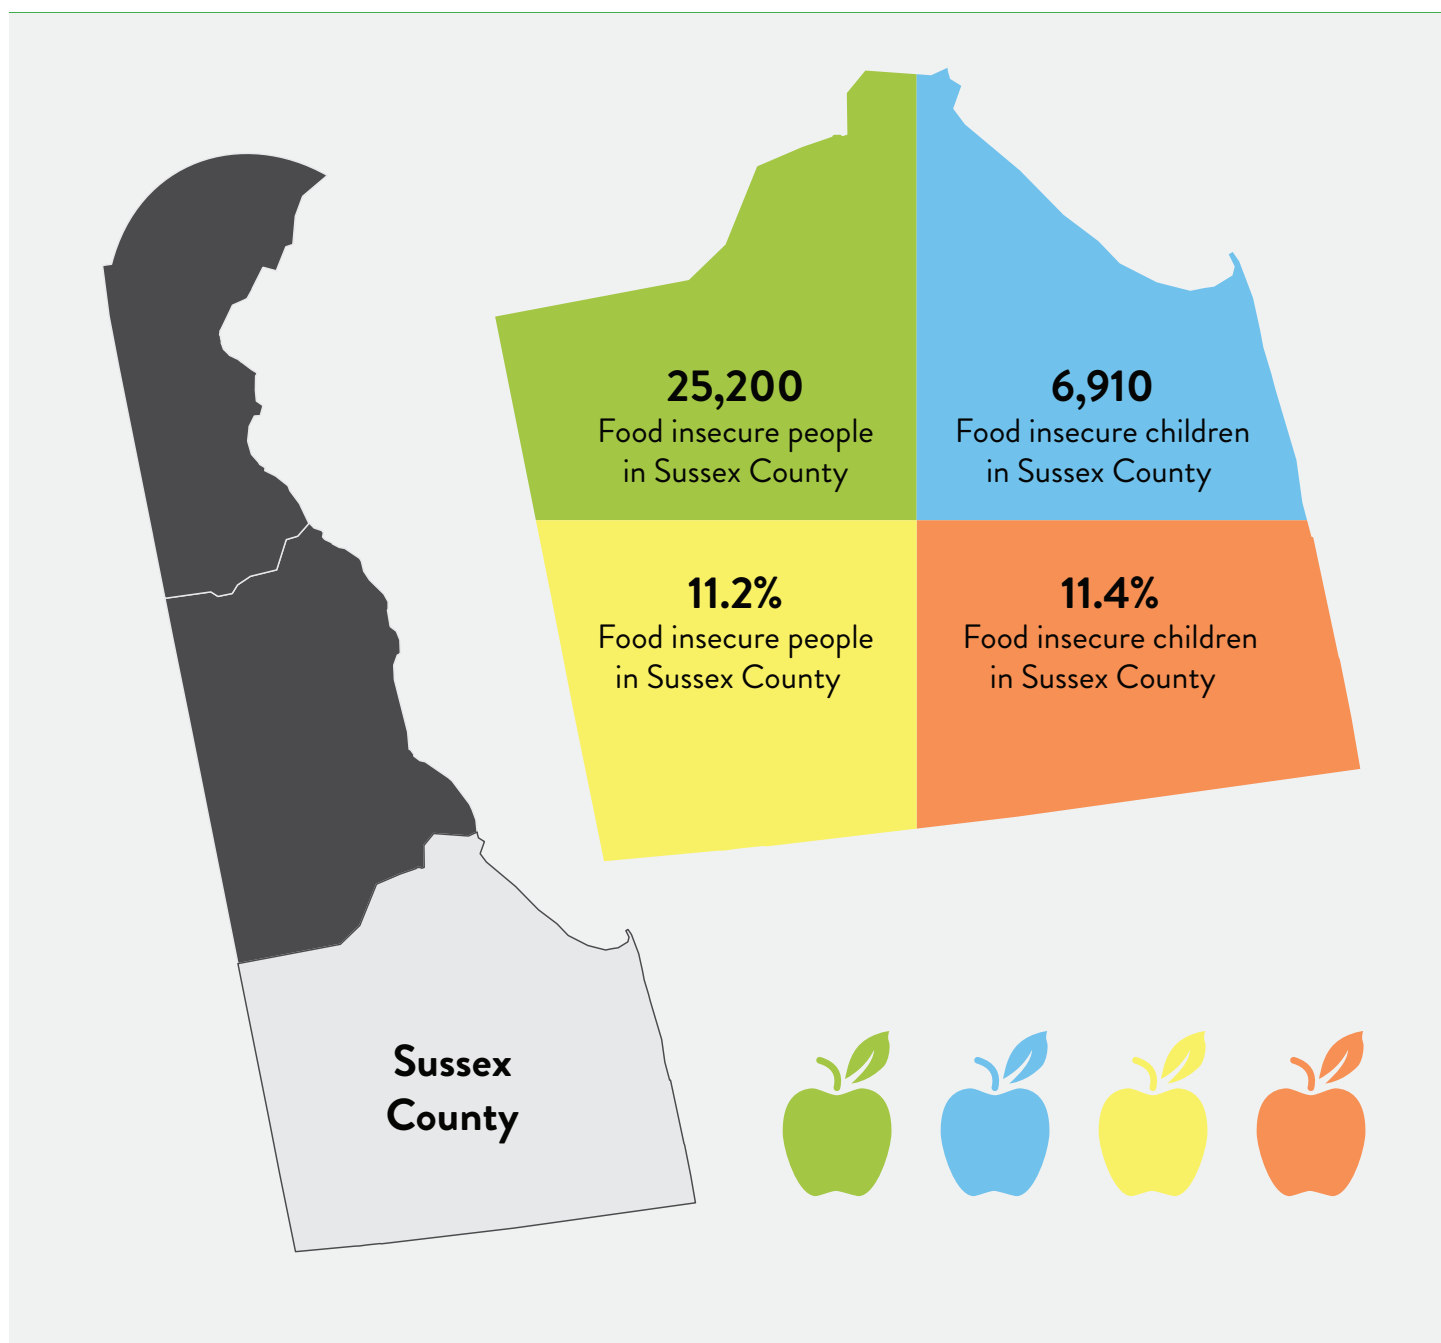 25,200
Food insecure people
in Sussex County
6,910
Food insecure children
in Sussex County
11.2%
Food insecure people
in Sussex County
11.4%
Food insecure children
in Sussex County
Sussex
County